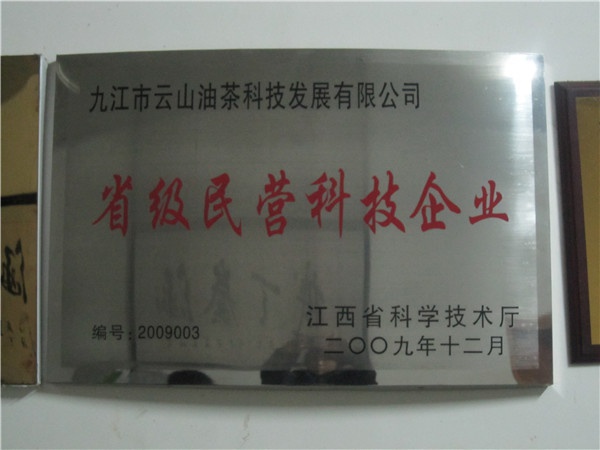 九江市云山油茶科技发展有限公司
省级民营科技企业
编号：2009003
江西省科学技术厅
二〇〇九年十二月